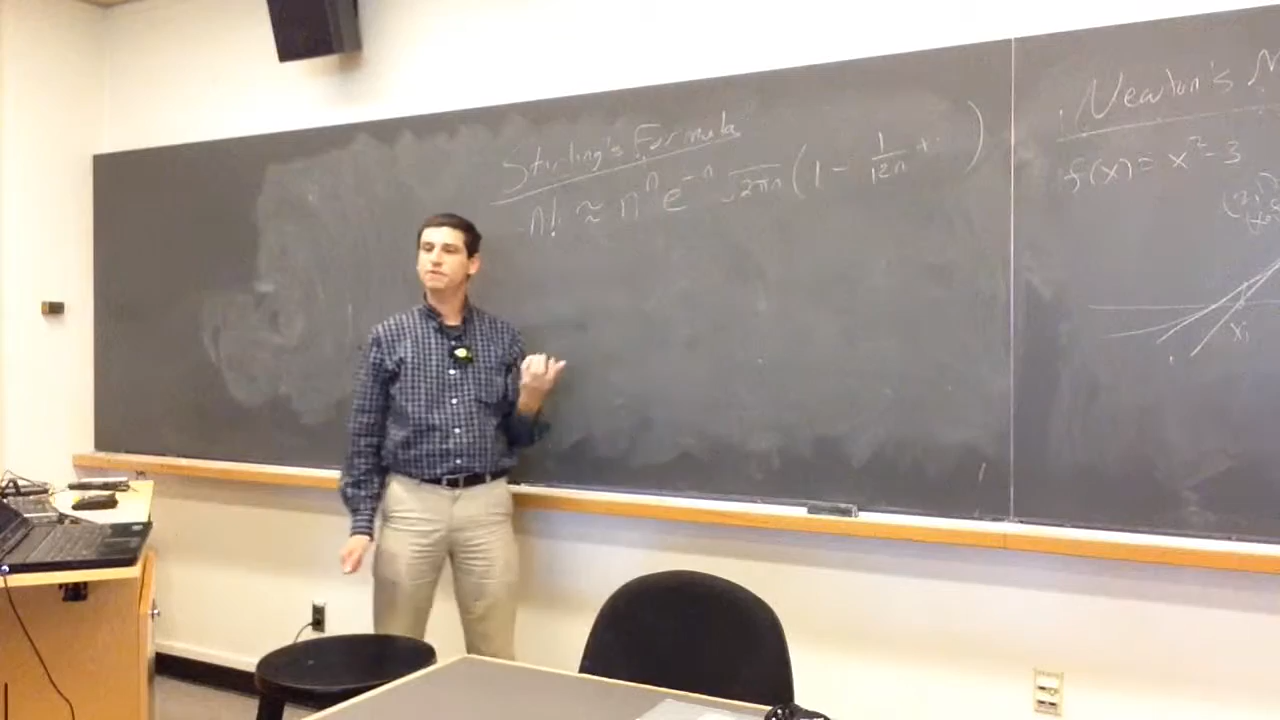 Stirling's Formula
n! ≈ nⁿ e⁻ⁿ √2πn (1 - 1/12n + )
Newton's
f(x) = x² - 3
x₁